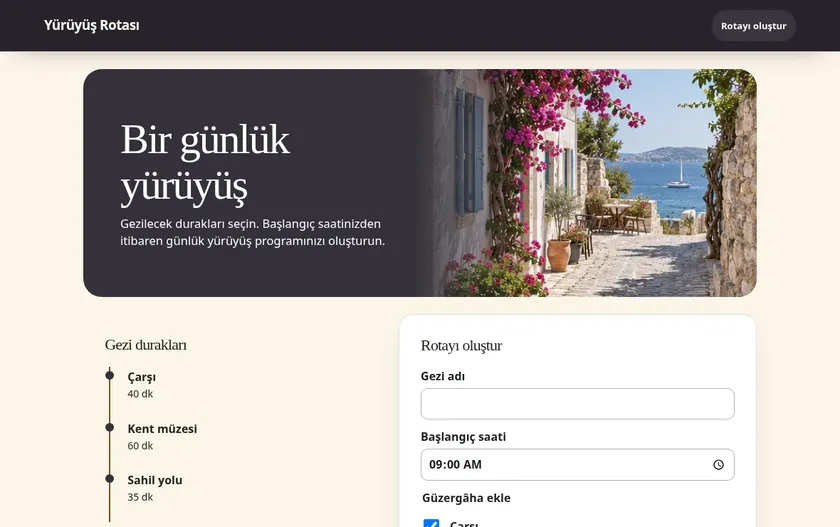 Yürüyüş Rotası
Rotayı oluştur
Bir günlük
yürüyüş
Gezilecek durakları seçin. Başlangıç saatinizden
itibaren günlük yürüyüş programınızı oluşturun.
Gezi durakları
Çarşı
40 dk
Kent müzesi
60 dk
Sahil yolu
35 dk
Rotayı oluştur
Gezi adı
Başlangıç saati
09:00 AM
Güzergâha ekle
Çarşı